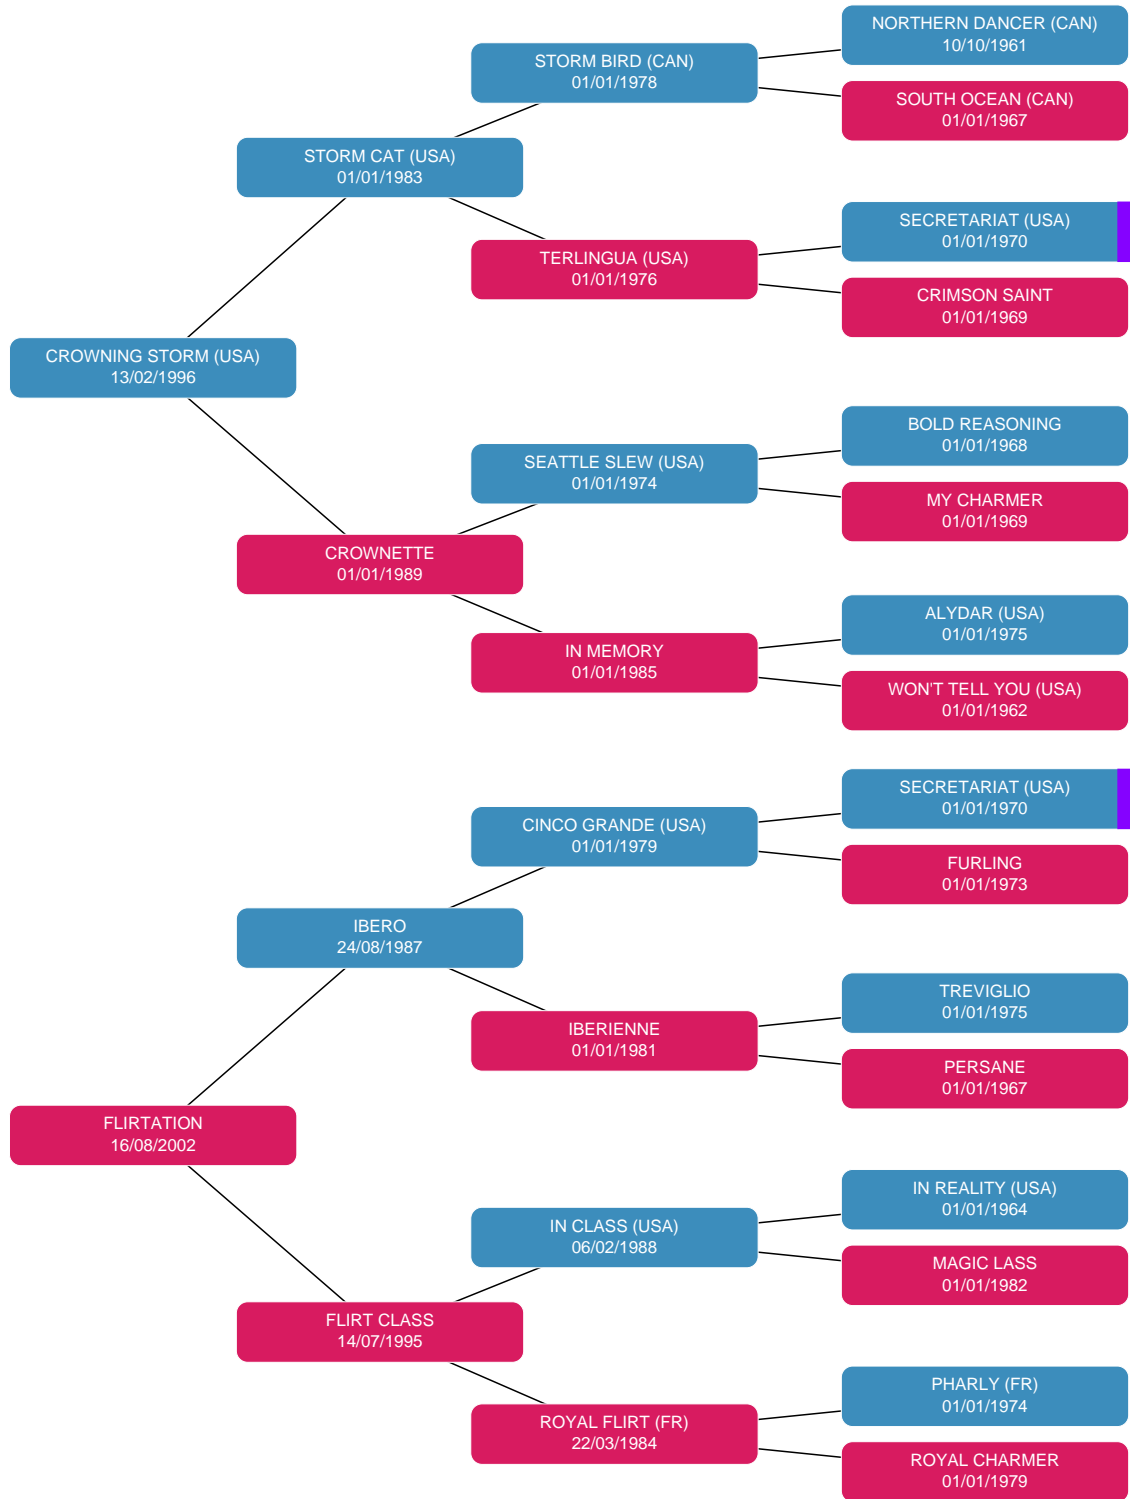 NORTHERN DANCER (CAN)
10/10/1961
STORM BIRD (CAN)
01/01/1978
SOUTH OCEAN (CAN)
01/01/1967
STORM CAT (USA)
01/01/1983
SECRETARIAT (USA)
01/01/1970
TERLINGUA (USA)
01/01/1976
CRIMSON SAINT
01/01/1969
CROWNING STORM (USA)
13/02/1996
BOLD REASONING
01/01/1968
SEATTLE SLEW (USA)
01/01/1974
MY CHARMER
01/01/1969
CROWNETTE
01/01/1989
ALYDAR (USA)
01/01/1975
IN MEMORY
01/01/1985
WON'T TELL YOU (USA)
01/01/1962
SECRETARIAT (USA)
01/01/1970
CINCO GRANDE (USA)
01/01/1979
FURLING
01/01/1973
IBERO
24/08/1987
TREVIGLIO
01/01/1975
IBERIENNE
01/01/1981
PERSANE
01/01/1967
FLIRTATION
16/08/2002
IN REALITY (USA)
01/01/1964
IN CLASS (USA)
06/02/1988
MAGIC LASS
01/01/1982
FLIRT CLASS
14/07/1995
PHARLY (FR)
01/01/1974
ROYAL FLIRT (FR)
22/03/1984
ROYAL CHARMER
01/01/1979